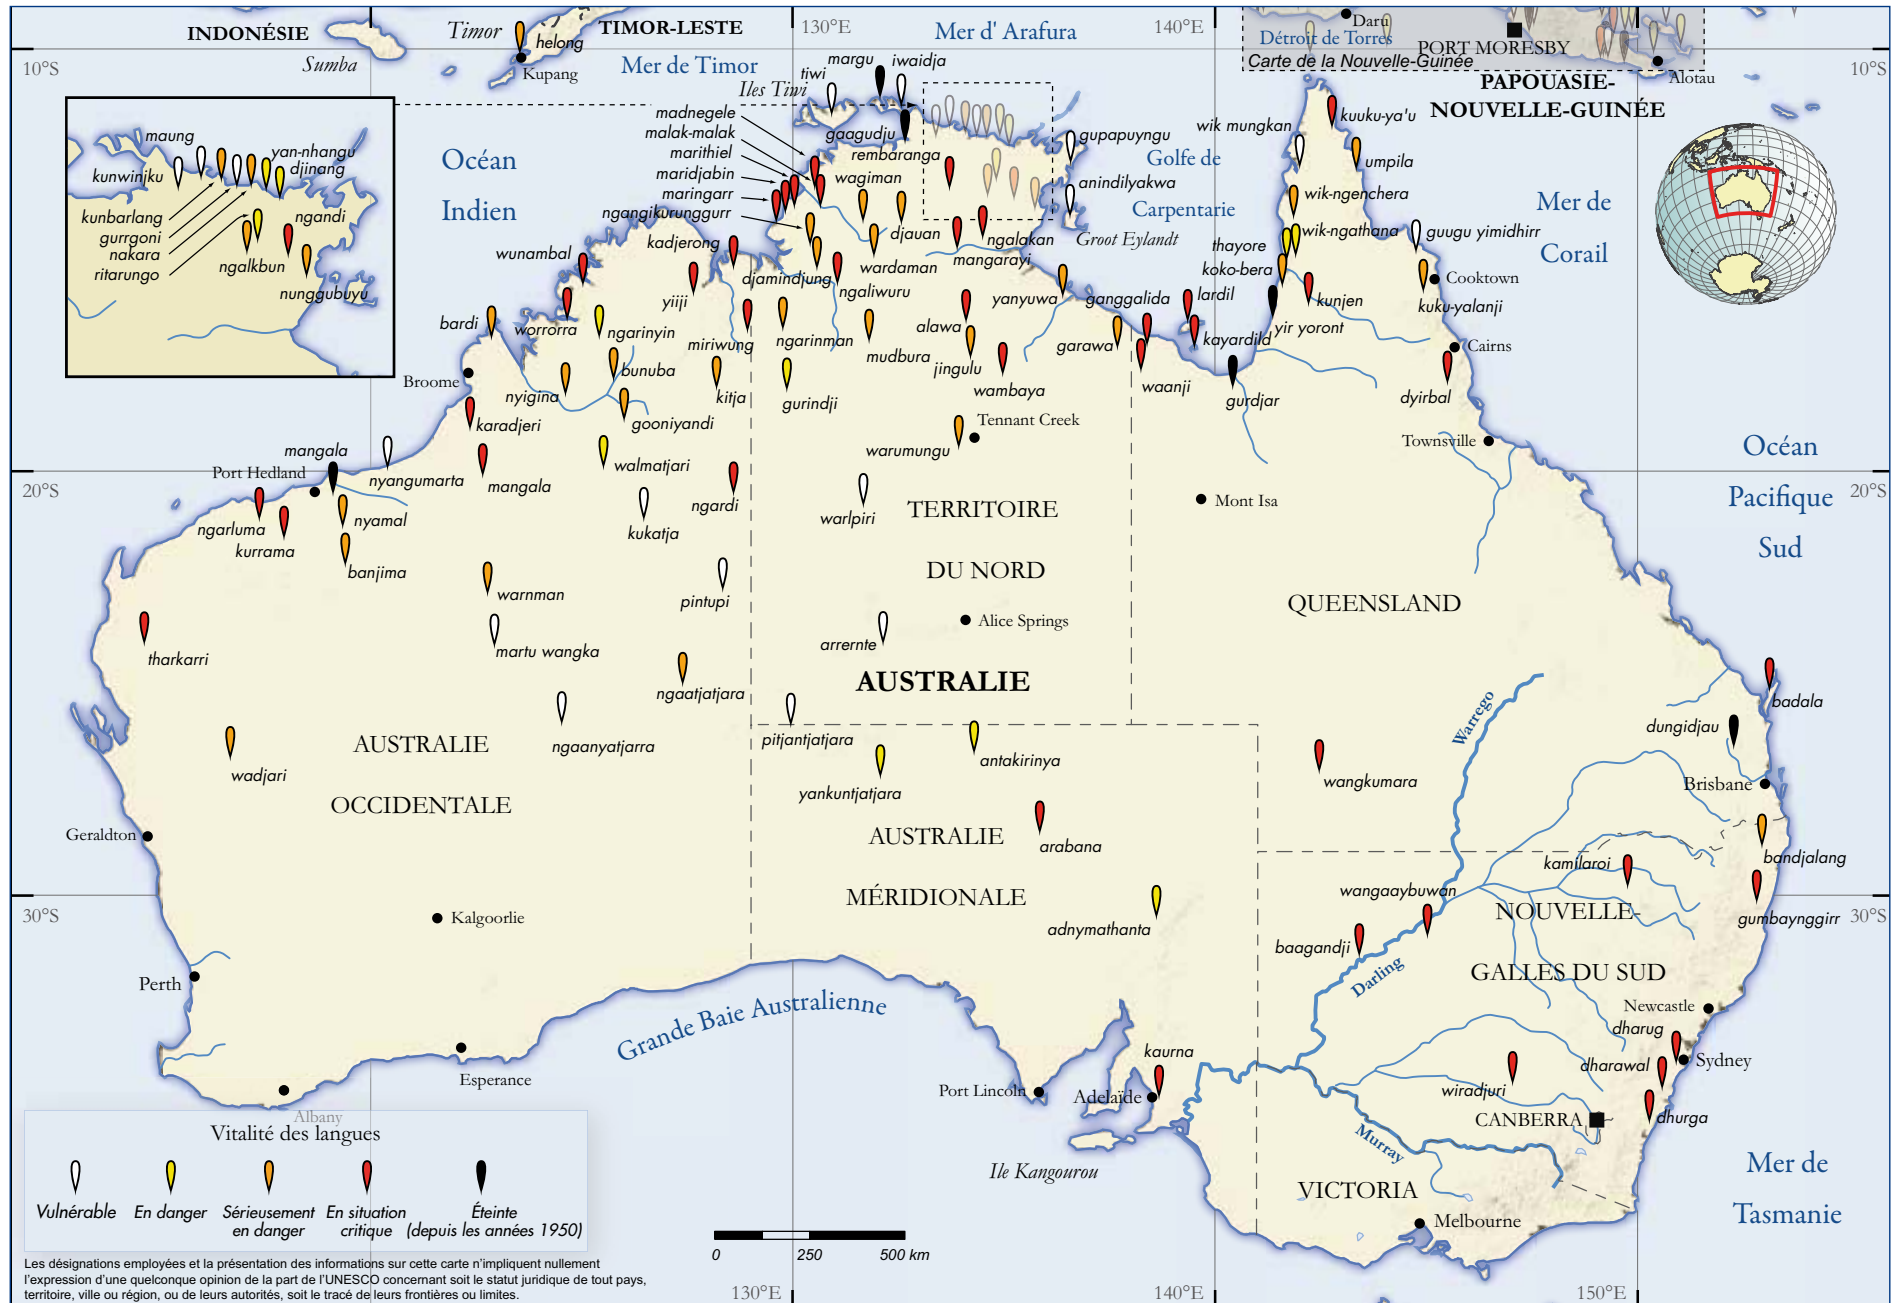 INDONÉSIE
Timor
TIMOR-LESTE
130°E
Mer d' Arafura
140°E
Daru
Détroit de Torres
PORT MORESBY
Carte de la Nouvelle-Guinée
Alotau
helong
Kupang
Sumba
Mer de Timor
10°S
10°S
PAPOUASIE-
NOUVELLE-GUINÉE
margu
iwaidja
tiwi
Iles Tiwi
madnegele
malak-malak
marithiel
maridjabin
maringarr
ngangikurunggurr
gaagudju
rembaranga
wagiman
djauan
gupapuyngu
anindilyakwa
Golfe de
Carpentarie
Groot Eylandt
wik mungkan
kuuku-ya'u
umpila
wik-ngenchera
wik-ngathana
thayore
koko-bera
guugu yimidhirr
Cooktown
kuku-yalanji
kunjen
yir yoront
Mer de
Corail
maung
kunwinjku
yan-nhangu
djinang
kunbarlang
gurrgoni
nakara
ritarungo
ngandi
ngalkbun
nunggubuyu
Océan
Indien
wunambal
kadjerong
djamindjung
wardaman
ngaliwuru
ngalakan
mangarayi
yanyuwa
ganggalida
lardil
kayardild
bardi
worrorra
ngarinyin
yiiji
miriwung
ngarinman
mudbura
alawa
jingulu
wambaya
garawa
waanji
gurdjar
Cairns
dyirbal
Broome
nyigina
bunuba
kitja
gurindji
karadjeri
gooniyandi
Tennant Creek
warumungu
Townsville
mangala
Port Hedland
nyangumarta
mangala
walmatjari
ngardi
kukatja
warlpiri
Mont Isa
20°S
20°S
Océan
Pacifique
Sud
ngarluma
kurrama
nyamal
banjima
warnman
pintupi
TERRITOIRE
DU NORD
QUEENSLAND
tharkarri
martu wangka
arrernte
Alice Springs
ngaatjatjara
AUSTRALIE
Warrego
badala
dungidjau
wadjari
AUSTRALIE
OCCIDENTALE
ngaanyatjarra
pitjantjatjara
antakirinya
yankuntjatjara
wangkumara
Brisbane
Geraldton
AUSTRALIE
MÉRIDIONALE
arabana
bandjalang
kamilaroi
wangaaybuwan
gumbaynggirr
30°S
30°S
Kalgoorlie
adnymathanta
baagandji
NOUVELLE-
GALLES DU SUD
Darling
Perth
Newcastle
Grande Baie Australienne
dharug
Sydney
dharawal
kaurna
wiradjuri
Esperance
Port Lincoln
Adelaïde
CANBERRA
dhurga
Albany
Murray
Ile Kangourou
VICTORIA
Melbourne
Mer de
Tasmanie
Vitalité des langues
Vulnérable
En danger
Sérieusement
en danger
En situation
critique
Éteinte
(depuis les années 1950)
0 250 500 km
Les désignations employées et la présentation des informations sur cette carte n'impliquent nullement
l'expression d'une quelconque opinion de la part de l'UNESCO concernant soit le statut juridique de tout pays,
territoire, ville ou région, ou de leurs autorités, soit le tracé de leurs frontières ou limites.
130°E
140°E
150°E